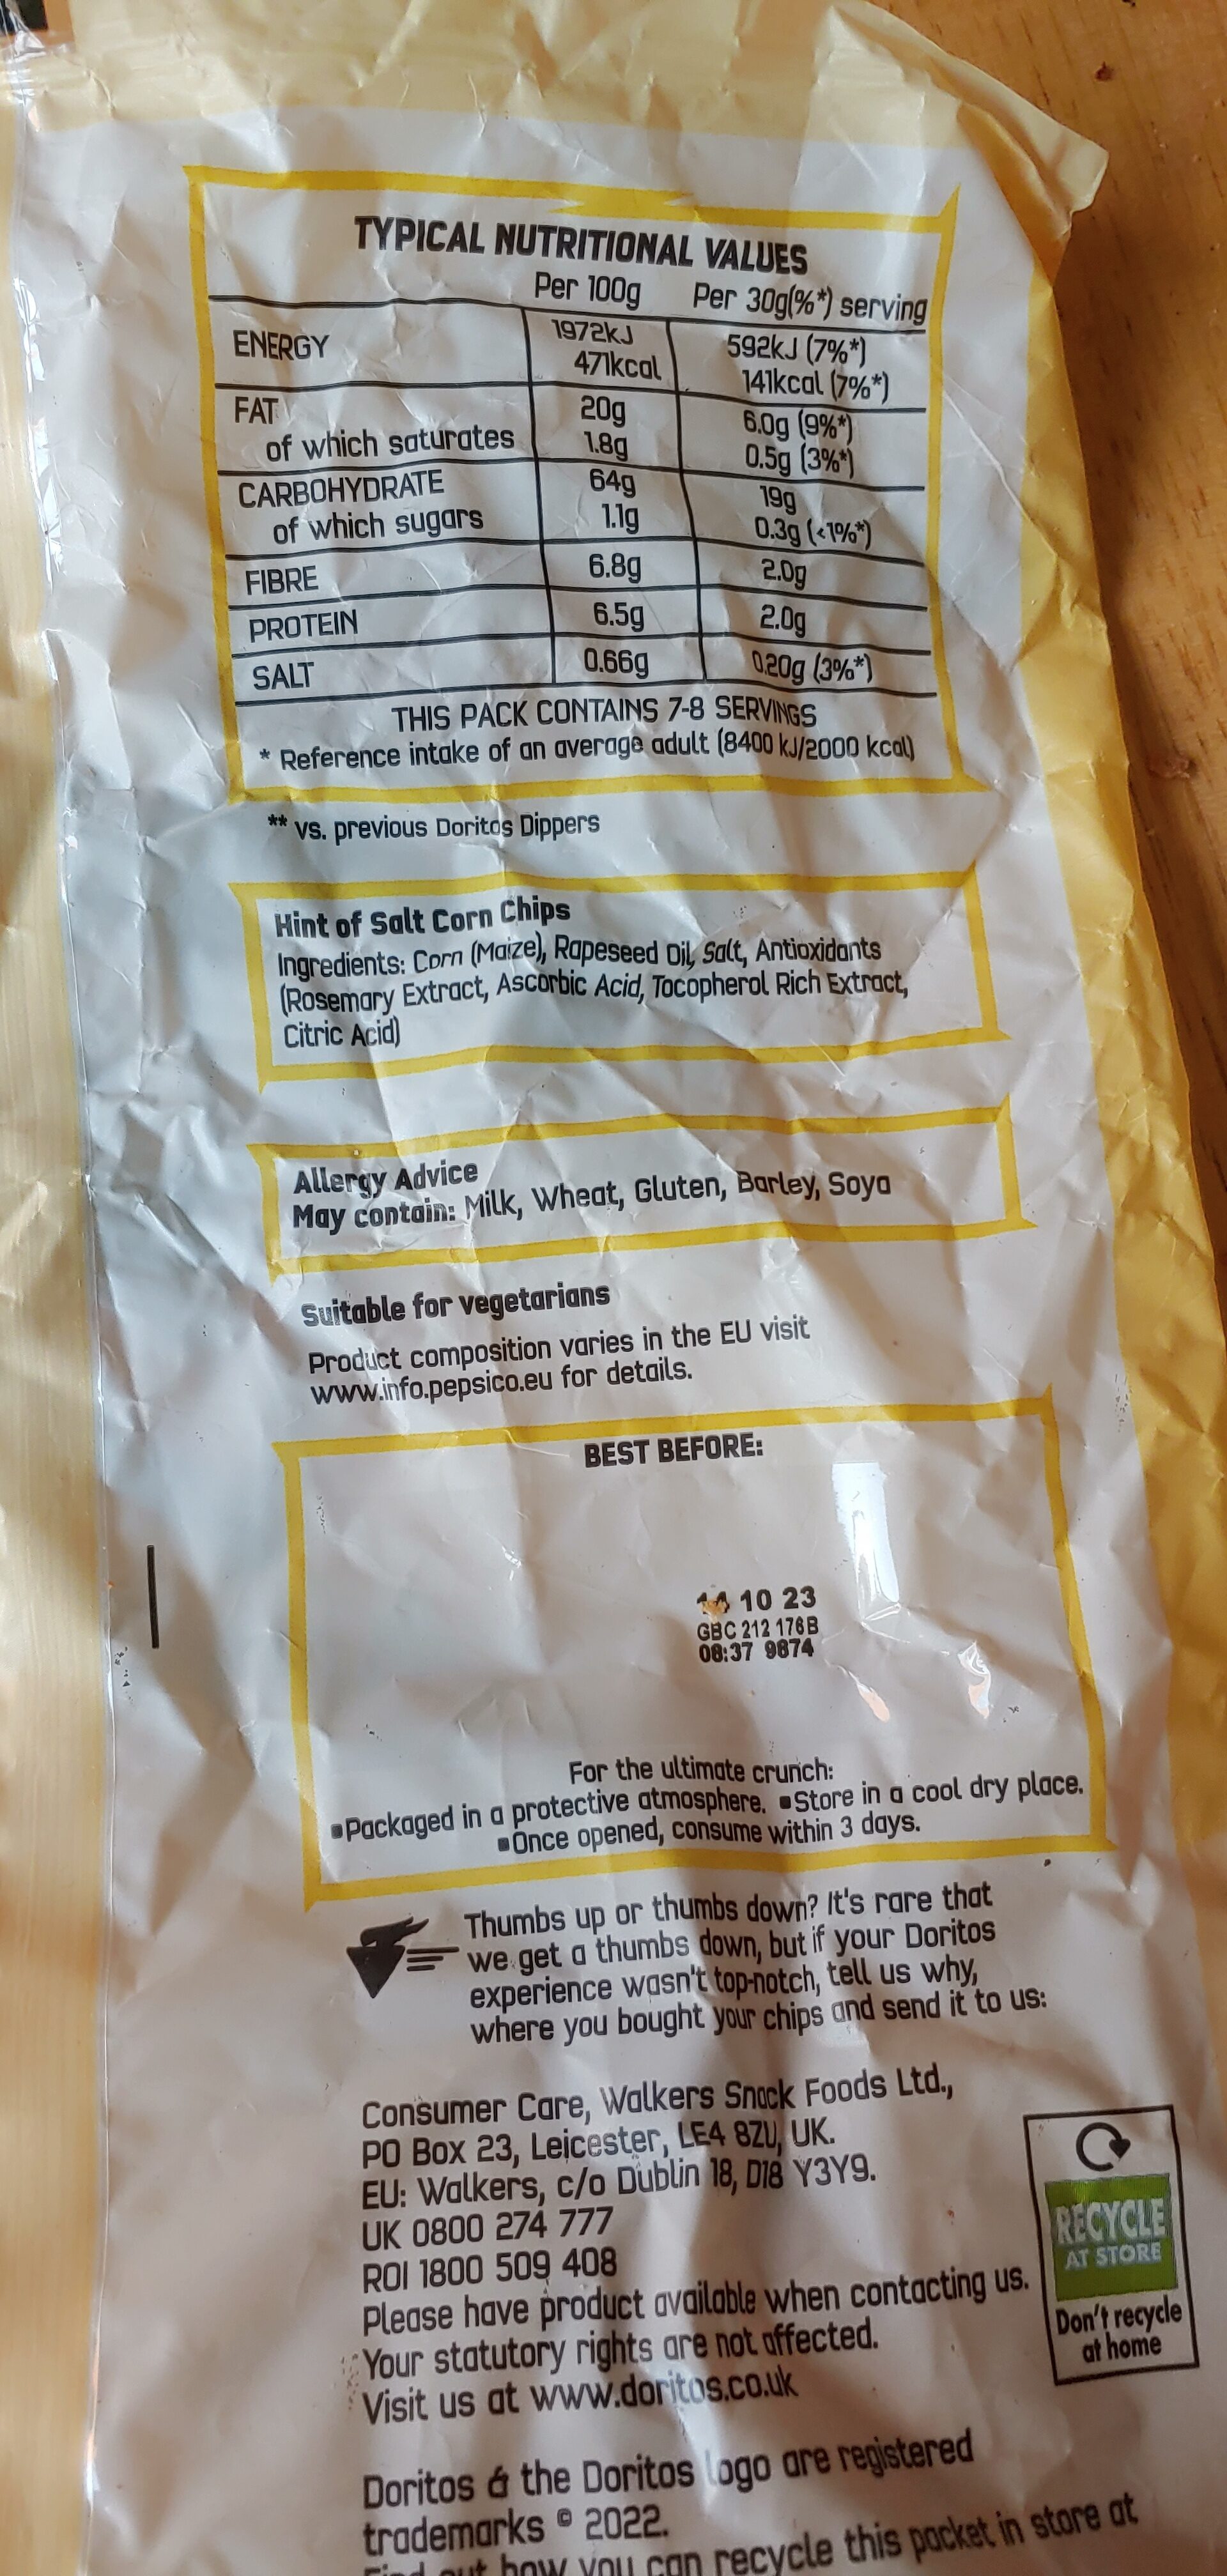 TYPICAL NUTRITIONAL VALUES
Per 100g Per 30g(%*) serving
ENERGY 1972kJ 592kJ (7%*)
471kcal 141kcal (7%*)
FAT 20g 6.0g (9%*)
of which saturates 1.8g 0.5g (3%*)
CARBOHYDRATE 64g 19g
of which sugars 1.1g 0.3g (<1%*)
FIBRE 6.8g 2.0g
PROTEIN 6.5g 2.0g
SALT 0.66g 0.20g (3%*)
THIS PACK CONTAINS 7-8 SERVINGS
* Reference intake of an average adult (8400 kJ/2000 kcal)
** vs. previous Doritos Dippers
Hint of Salt Corn Chips
Ingredients: Corn (Maize), Rapeseed Oil, Salt, Antioxidants
(Rosemary Extract, Ascorbic Acid, Tocopherol Rich Extract,
Citric Acid)
Allergy Advice
May contain: Milk, Wheat, Gluten, Barley, Soya
Suitable for vegetarians
Product composition varies in the EU visit
www.info.pepsico.eu for details.
BEST BEFORE:
10 23
GBC 212 176B
08:37 9874
For the ultimate crunch:
▪Packaged in a protective atmosphere. ▪Store in a cool dry place.
▪Once opened, consume within 3 days.
Thumbs up or thumbs down? It's rare that
we get a thumbs down, but if your Doritos
experience wasn't top-notch, tell us why,
where you bought your chips and send it to us:
Consumer Care, Walkers Snack Foods Ltd.,
PO Box 23, Leicester, LE4 8ZU, UK.
EU: Walkers, c/o Dublin 18, D18 Y3Y9.
UK 0800 274 777
ROI 1800 509 408
Please have product available when contacting us.
Your statutory rights are not affected.
Visit us at www.doritos.co.uk
RECYCLE
AT STORE
Don't recycle
at home
Doritos & the Doritos logo are registered
trademarks © 2022.
Find out how you can recycle this packet in store at